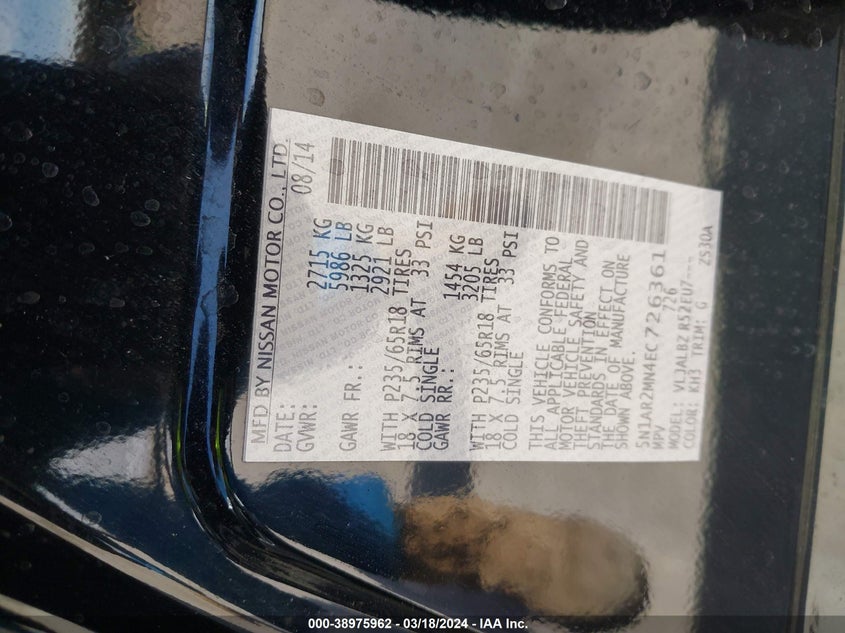 MFD BY NISSAN MOTOR CO., LTD.
DATE: 08/14
GVWR: 2715 KG
5986 LB
GAWR FR.: 1325 KG
2921 LB
WITH P235/65R18 TIRES
18 X 7.5 RIMS AT 33 PSI
COLD SINGLE
GAWR RR.: 1454 KG
3205 LB
WITH P235/65R18 TIRES
18 X 7.5 RIMS AT 33 PSI
COLD SINGLE
THIS VEHICLE CONFORMS TO
ALL APPLICABLE FEDERAL
MOTOR VEHICLE SAFETY AND
THEFT PREVENTION
STANDARDS IN EFFECT ON
THE DATE OF MANUFACTURE
SHOWN ABOVE.
5N1AR2MN4EC726361
MPV 726
MODEL: VLJALBZ R52EU7----
COLOR: KH3 TRIM: G Z530A
000-38975962 - 03/18/2024 - IAA Inc.